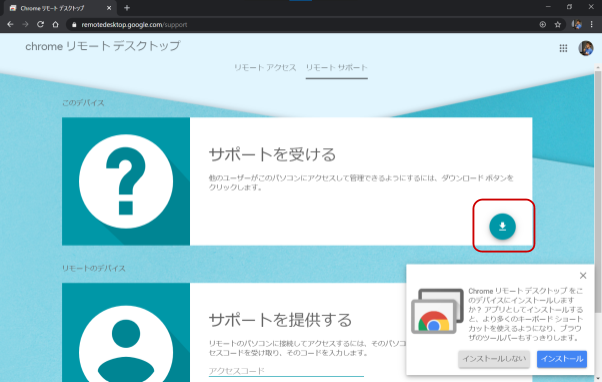 Chrome リモート デスクトップ
remotedesktop.google.com/support
chrome リモート デスクトップ
リモート アクセス
リモート サポート
このデバイス
サポートを受ける
他のユーザーがこのパソコンにアクセスして管理できるようにするには、ダウンロード ボタンを
クリックします。
リモートのデバイス
サポートを提供する
リモートのパソコンに接続してアクセスするには、そのパソコ
セスコードを受け取り、そのコードを入力します。
アクセスコード
Chrome リモート デスクトップ をこ
のデバイスにインストールします
か？ アプリとしてインストールする
と、より多くのキーボード ショート
カットを使えるようになり、ブラウ
ザのツールバーもすっきりします。
インストールしない
インストール